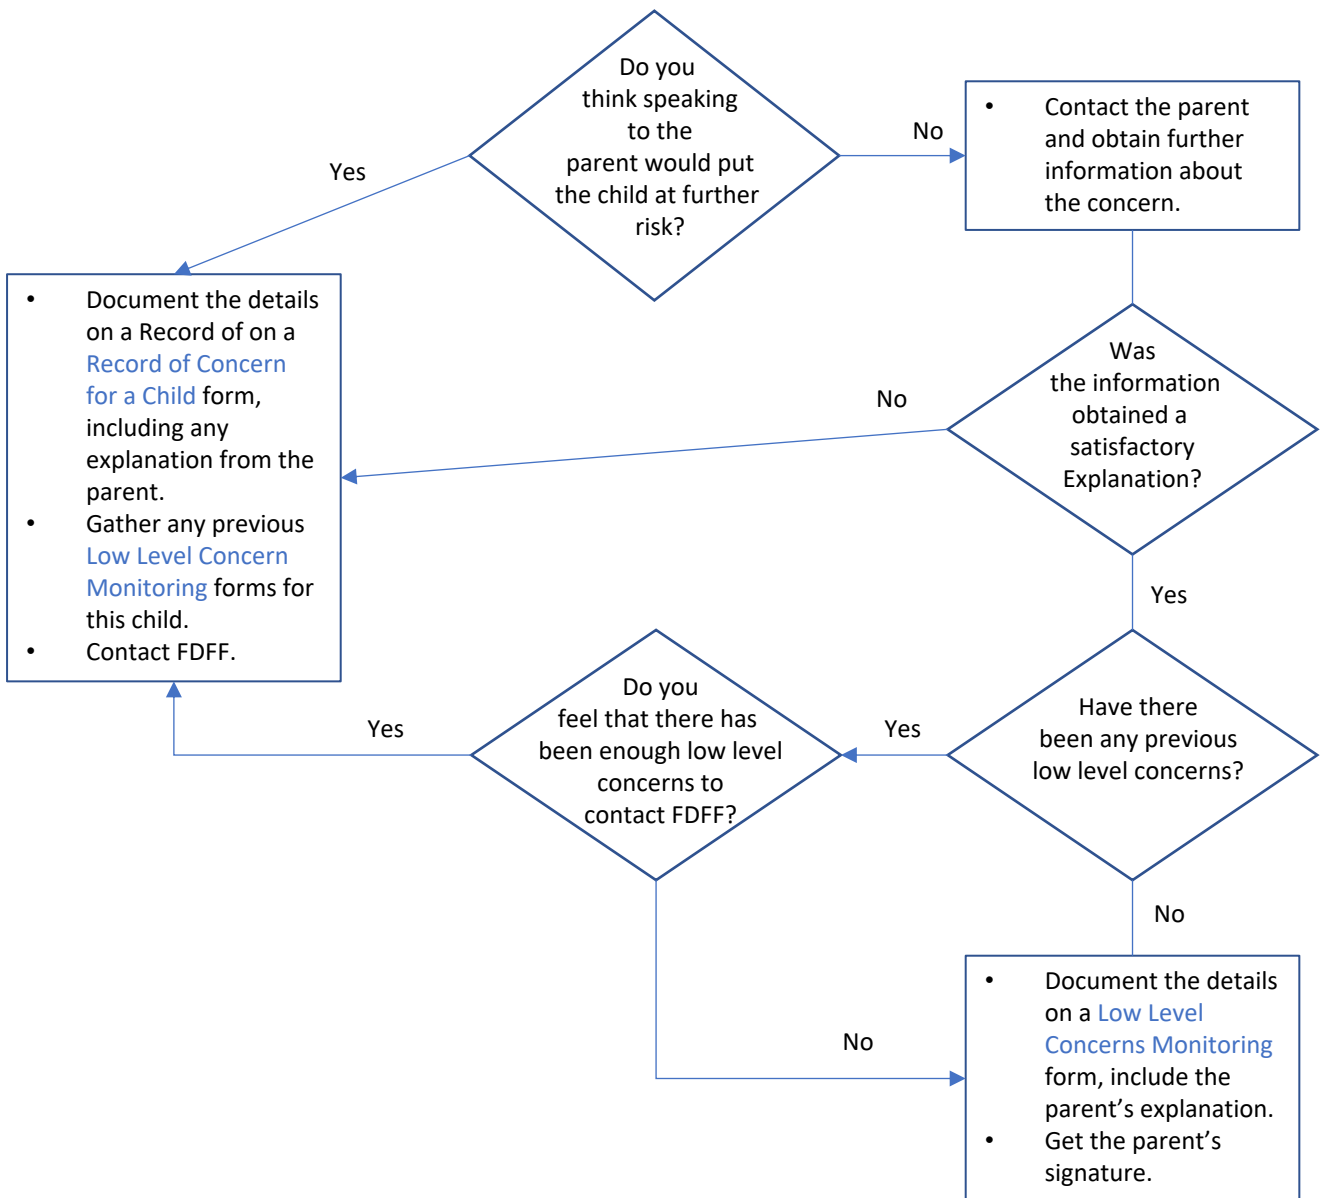 Do you
think speaking
to the
parent would put
the child at further
risk?
No
Yes
• Contact the parent
and obtain further
information about
the concern.
• Document the details
on a Record of on a
Record of Concern
for a Child form,
including any
explanation from the
parent.
• Gather any previous
Low Level Concern
Monitoring forms for
this child.
• Contact FDFF.
No
Was
the information
obtained a
satisfactory
Explanation?
Yes
Have there
been any previous
low level concerns?
Yes
Do you
feel that there has
been enough low level
concerns to
contact FDFF?
Yes
No
No
• Document the details
on a Low Level
Concerns Monitoring
form, include the
parent’s explanation.
• Get the parent’s
signature.